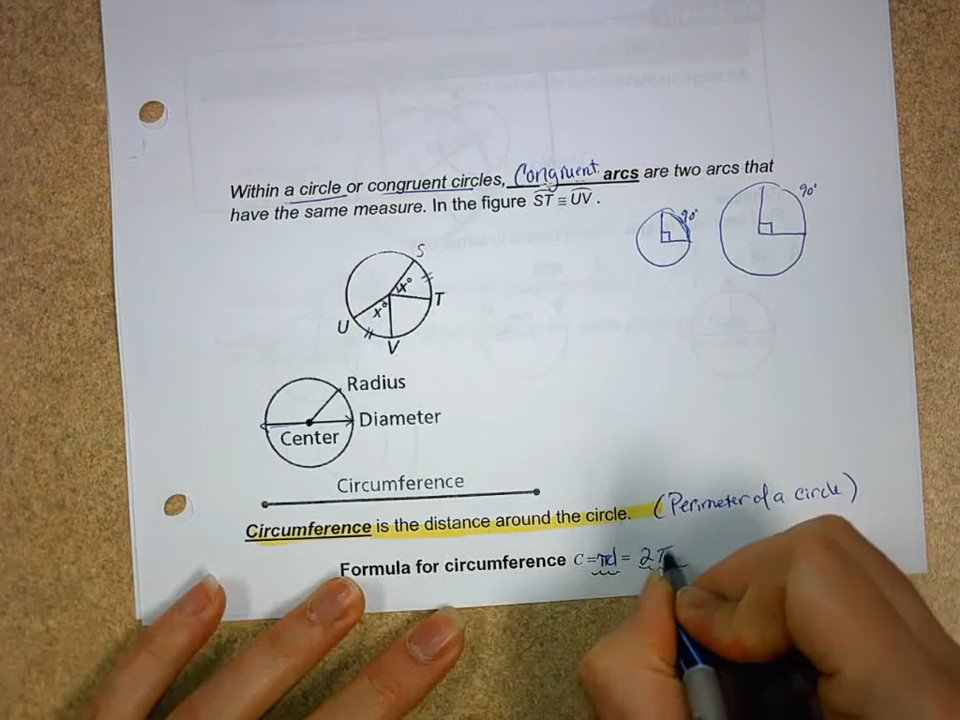 Within a circle or congruent circles, Congruent arcs are two arcs that
have the same measure. In the figure ST ≅ UV .
90°
90°
S
x°
T
x°
U
V
Radius
Diameter
Center
Circumference
Circumference is the distance around the circle. (Perimeter of a circle)
Formula for circumference C = πd = 2π